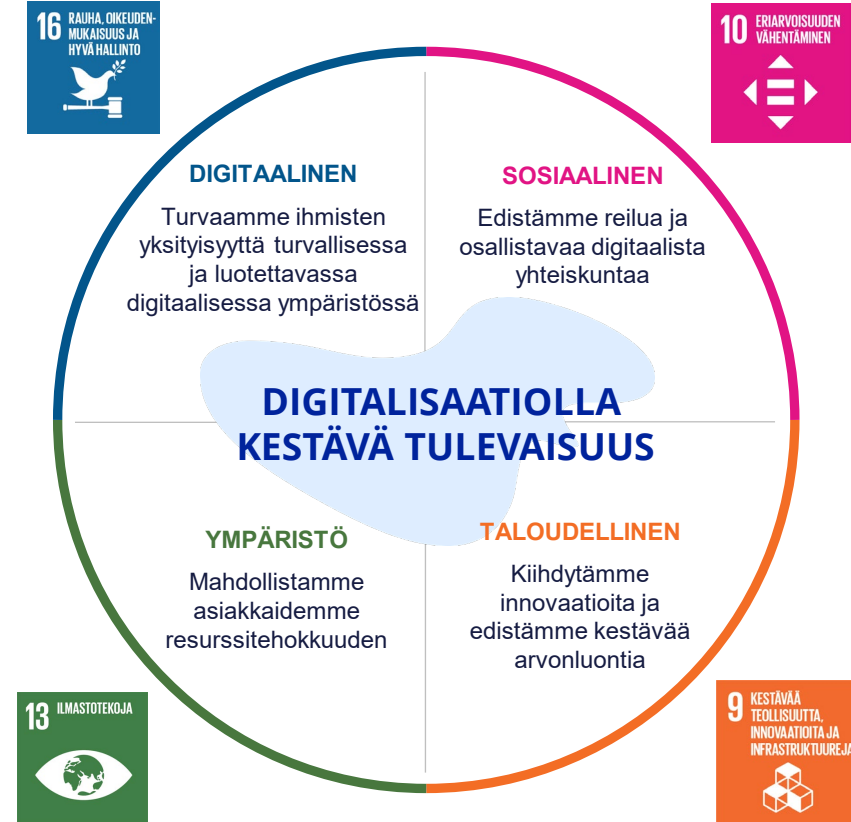 16 RAUHA, OIKEUDEN-
MUKAISUUS JA
HYVÄ HALLINTO
10 ERIARVOISUUDEN
VÄHENTÄMINEN
DIGITAALINEN
Turvaamme ihmisten
yksityisyyttä turvallisessa
ja luotettavassa
digitaalisessa ympäristössä
SOSIAALINEN
Edistämme reilua ja
osallistavaa digitaalista
yhteiskuntaa
DIGITALISAATIOLLA
KESTÄVÄ TULEVAISUUS
YMPÄRISTÖ
Mahdollistamme
asiakkaidemme
resurssitehokkuuden
TALOUDELLINEN
Kiihdytämme
innovaatioita ja
edistämme kestävää
arvonluontia
13 ILMASTOTEKOJA
9 KESTÄVÄÄ
TEOLLISUUTTA,
INNOVAATIOITA JA
INFRASTRUKTUUREJA